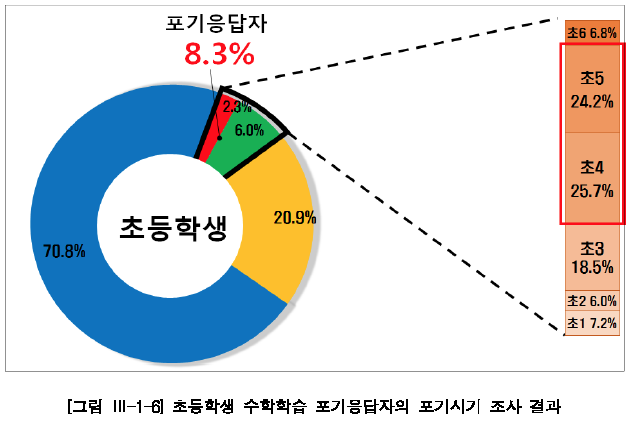 포기응답자
8.3%
2.3%
6.0%
20.9%
70.8%
초등학생
초6 6.8%
초5
24.2%
초4
25.7%
초3
18.5%
초2 6.0%
초1 7.2%
[그림 Ⅲ-1-6] 초등학생 수학학습 포기응답자의 포기시기 조사 결과